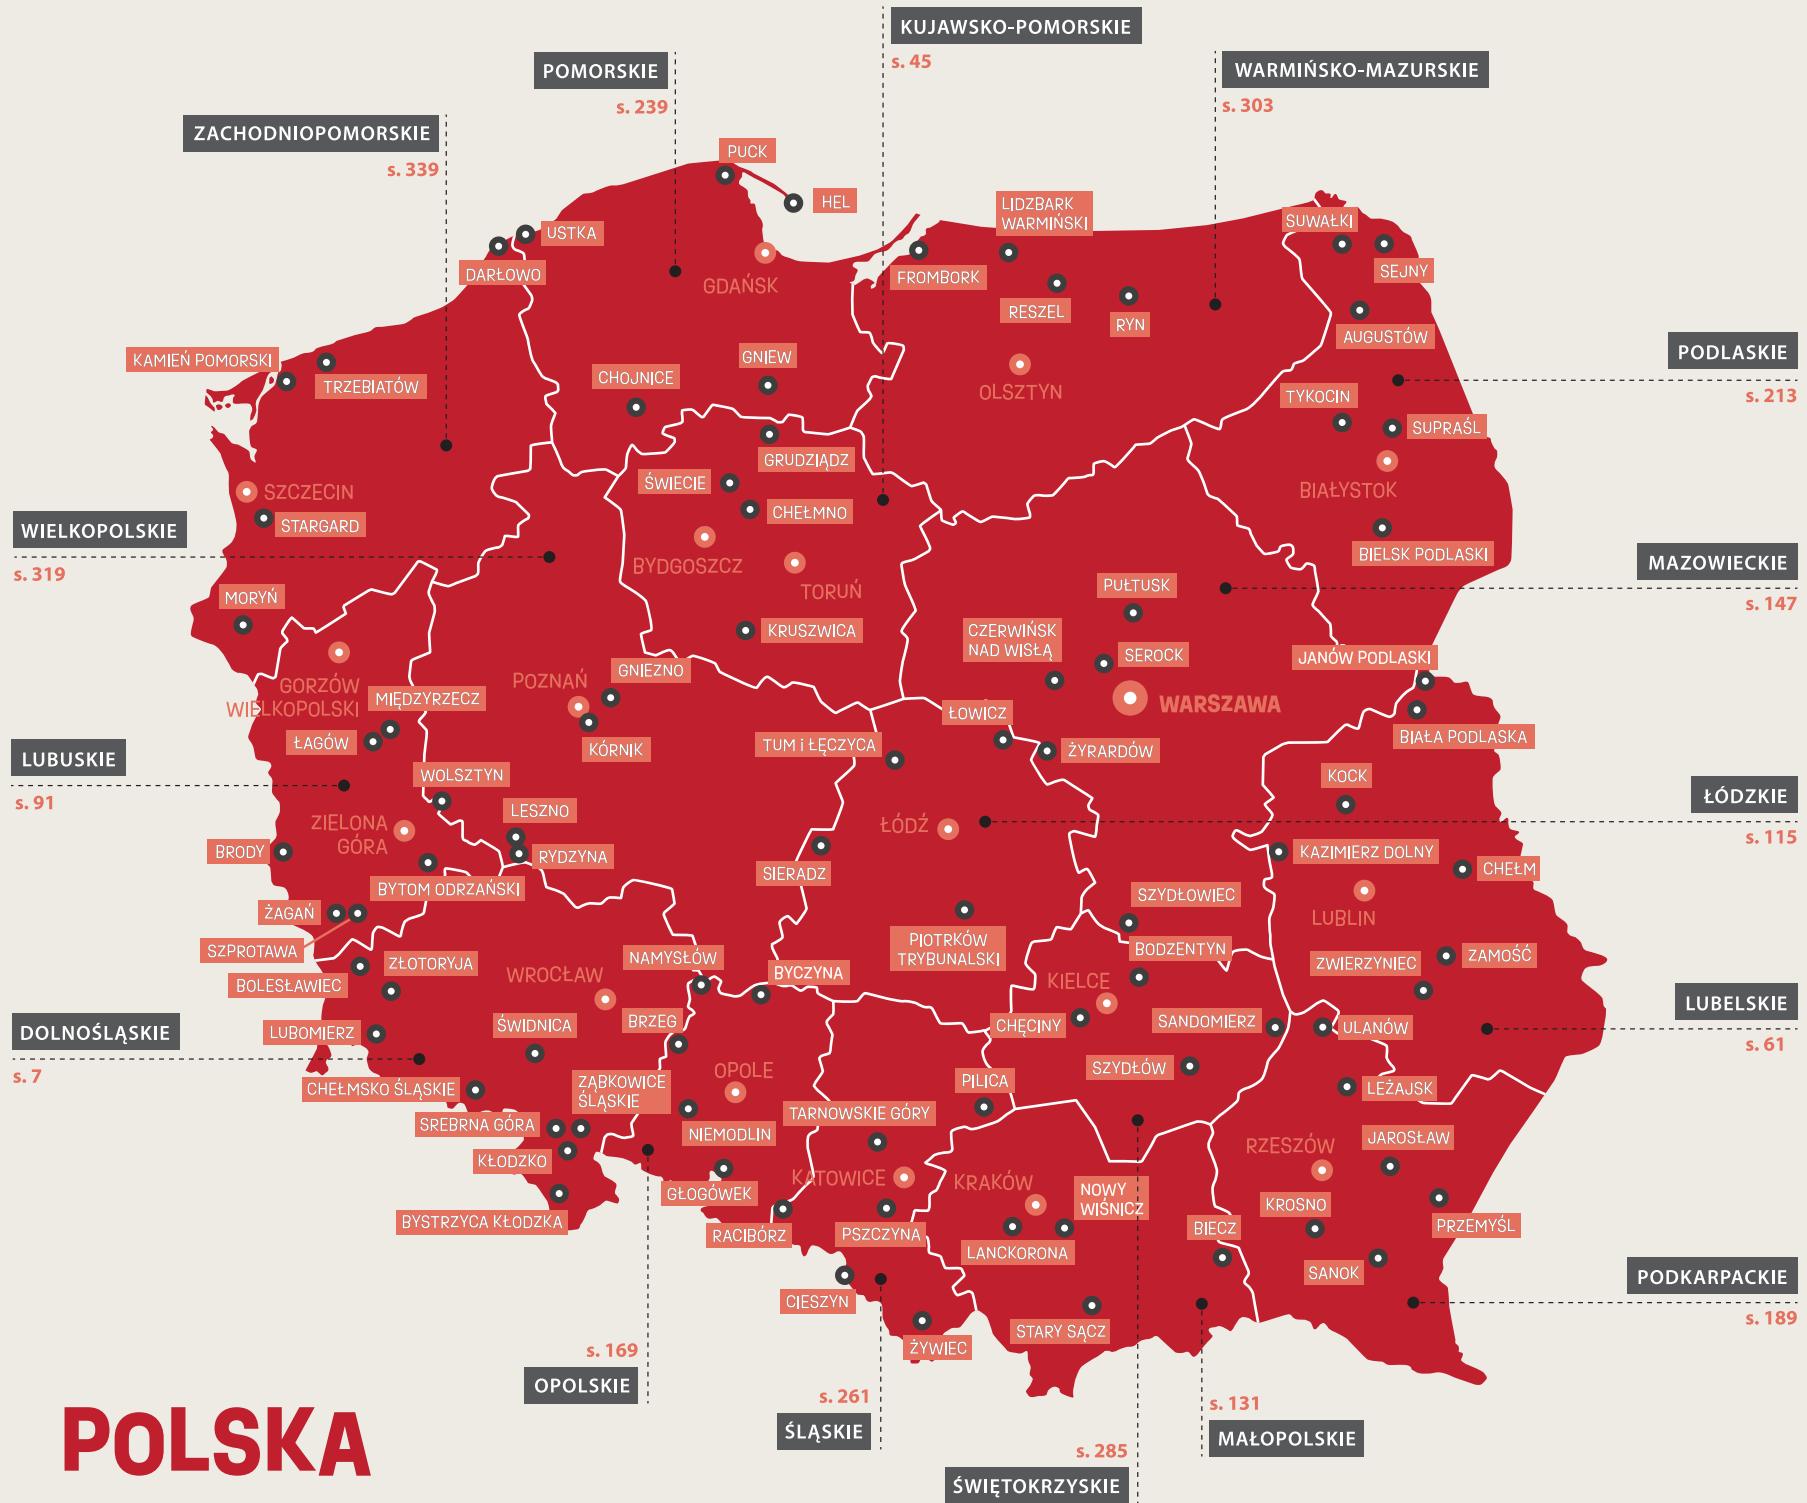 KUJAWSKO-POMORSKIE
s. 45
POMORSKIE
s. 239
WARMIŃSKO-MAZURSKIE
s. 303
ZACHODNIOPOMORSKIE
s. 339
PUCK
HEL
LIDZBARK
WARMIŃSKI
SUWAŁKI
USTKA
DARŁOWO
GDAŃSK
FROMBORK
SEJNY
RESZEL
RYN
AUGUSTÓW
KAMIEŃ POMORSKI
TRZEBIATÓW
GNIEW
CHOJNICE
OLSZTYN
PODLASKIE
s. 213
TYKOCIN
SUPRAŚL
GRUDZIĄDZ
ŚWIECIE
CHEŁMNO
BIAŁYSTOK
SZCZECIN
STARGARD
WIELKOPOLSKIE
s. 319
BYDGOSZCZ
TORUŃ
BIELSK PODLASKI
MAZOWIECKIE
s. 147
MORYŃ
PUŁTUSK
KRUSZWICA
CZERWIŃSK
NAD WISŁĄ
SEROCK
JANÓW PODLASKI
GORZÓW
WIELKOPOLSKI
MIĘDZYRZECZ
POZNAŃ
GNIEZNO
WARSZAWA
ŁAGÓW
KÓRNIK
TUM i ŁĘCZYCA
ŁOWICZ
ŻYRARDÓW
BIAŁA PODLASKA
LUBUSKIE
s. 91
WOLSZTYN
KOCK
ŁÓDZKIE
s. 115
LESZNO
ZIELONA
GÓRA
ŁÓDŹ
BRODY
RYDZYNA
SIERADZ
KAZIMIERZ DOLNY
CHEŁM
BYTOM ODRZAŃSKI
SZYDŁOWIEC
LUBLIN
ŻAGAŃ
SZPROTAWA
PIOTRKÓW
TRYBUNALSKI
BODZENTYN
ZWIERZYNIEC
ZAMOŚĆ
ZŁOTORYJA
BOLESŁAWIEC
WROCŁAW
NAMYSŁÓW
BYCZYNA
KIELCE
LUBELSKIE
s. 61
DOLNOŚLĄSKIE
s. 7
LUBOMIERZ
ŚWIDNICA
BRZEG
CHĘCINY
SANDOMIERZ
ULANÓW
CHEŁMSKO ŚLĄSKIE
ZĄBKOWICE
ŚLĄSKIE
OPOLE
PILICA
SZYDŁÓW
LEŻAJSK
SREBRNA GÓRA
NIEMODLIN
TARNOWSKIE GÓRY
RZESZÓW
JAROSŁAW
KŁODZKO
GŁOGÓWEK
KATOWICE
KRAKÓW
NOWY
WIŚNICZ
KROSNO
PRZEMYŚL
BYSTRZYCA KŁODZKA
RACIBÓRZ
PSZCZYNA
LANCKORONA
BIECZ
SANOK
PODKARPACKIE
s. 189
CIESZYN
ŻYWIEC
STARY SĄCZ
s. 169
OPOLSKIE
s. 261
ŚLĄSKIE
s. 131
MAŁOPOLSKIE
s. 285
ŚWIĘTOKRZYSKIE
POLSKA